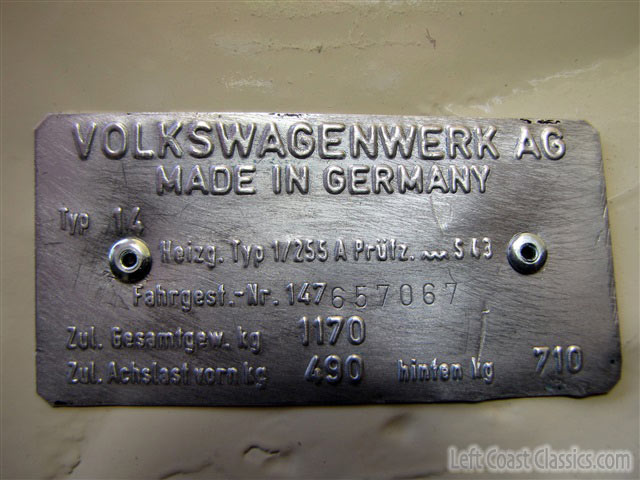 VOLKSWAGENWERK AG
MADE IN GERMANY
Typ 14
Heizg. Typ 1/255 A Prüfz. ~~~ S 43
Fahrgest.-Nr. 147657067
Zul. Gesamtgew. kg 1170
Zul. Achslast vorn kg 490 hinten kg 710
Left Coast Classics.com